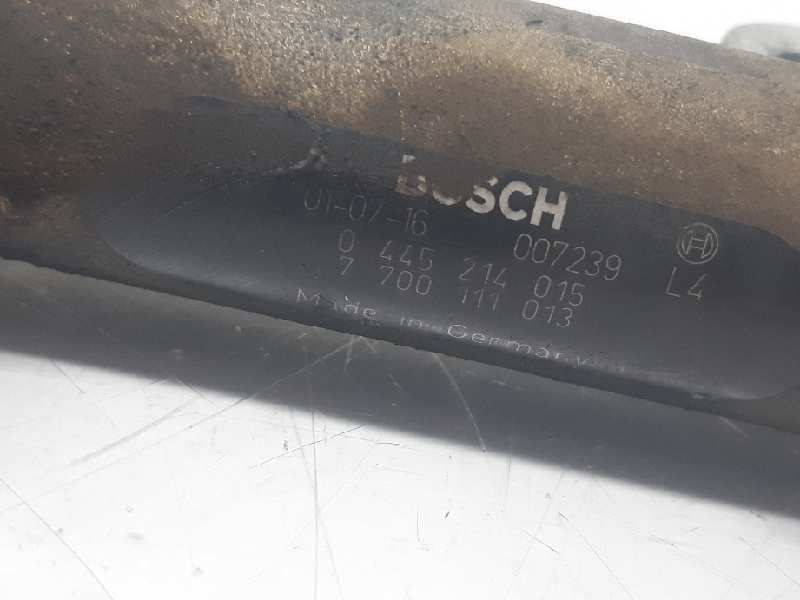 BOSCH
01-07-16 007239
0 445 214 015 L4
7 700 111 013
Made in Germany